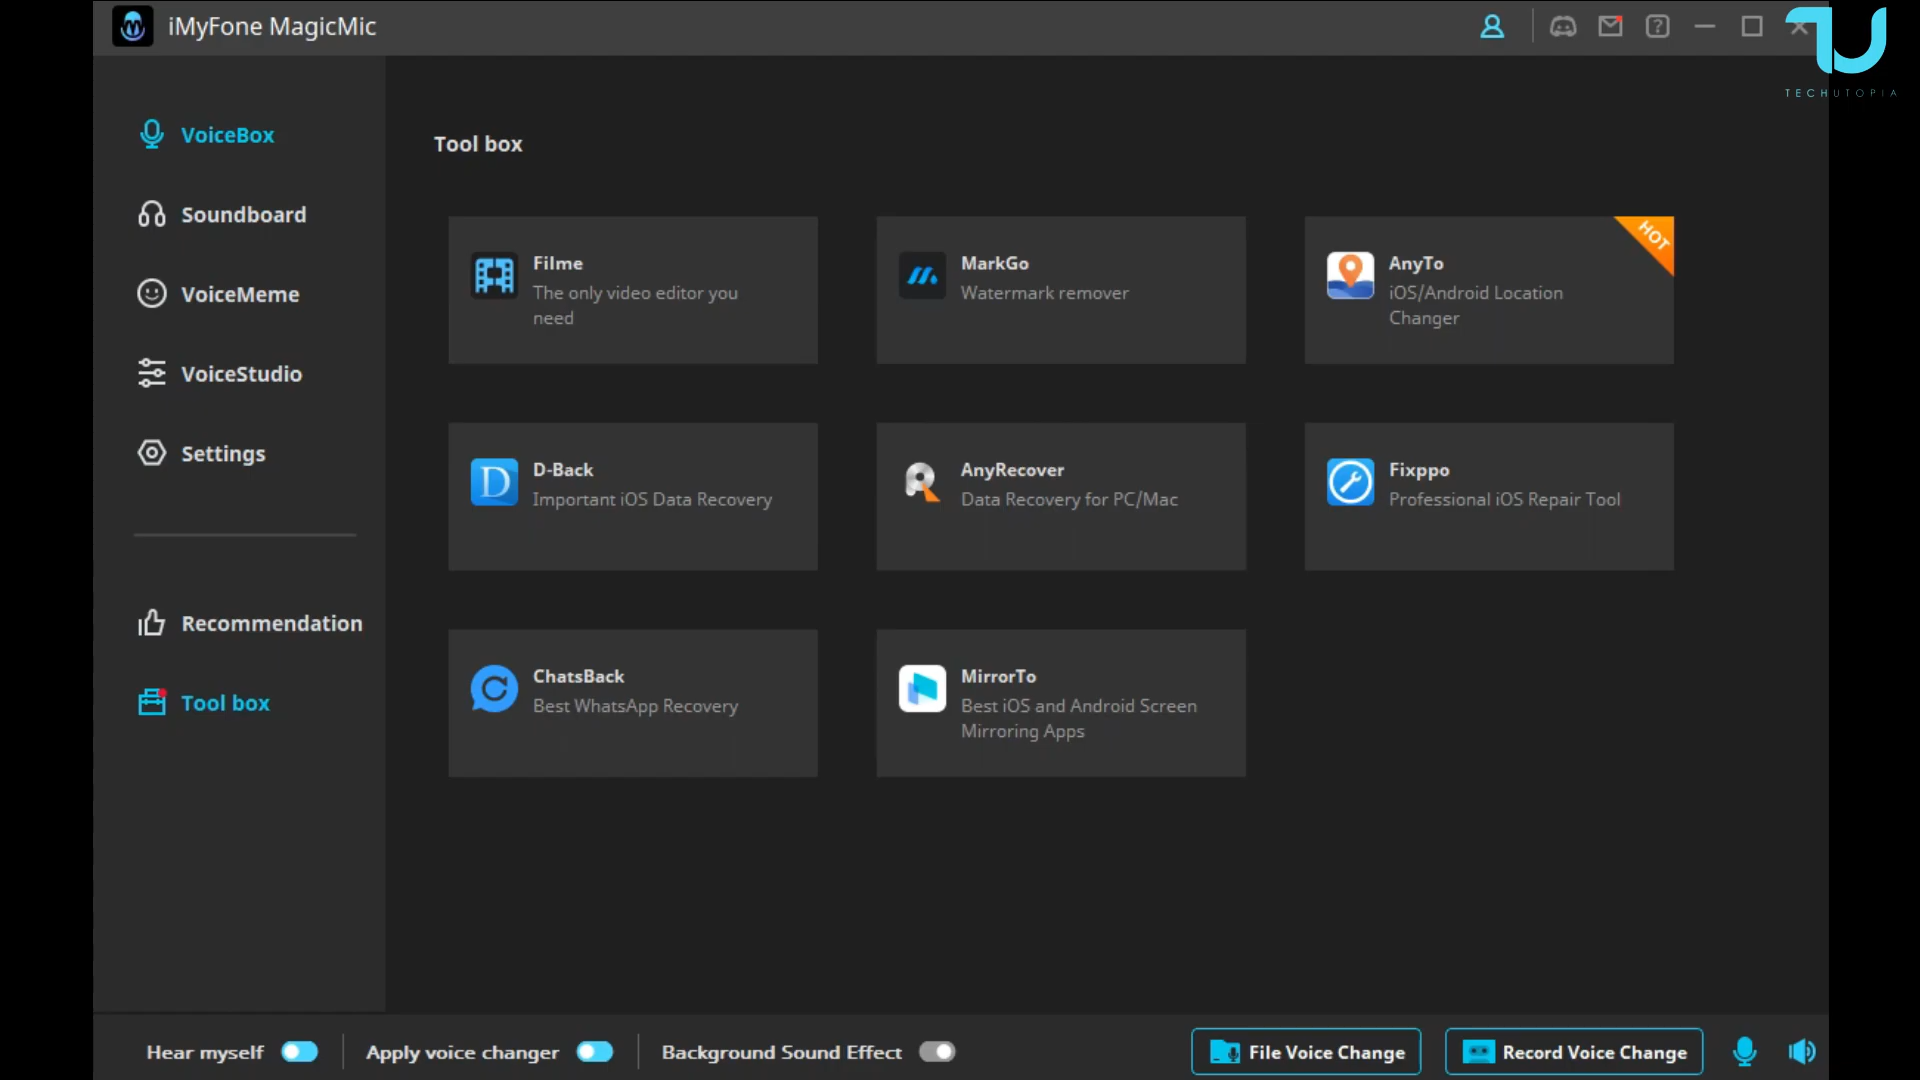 iMyFone MagicMic
TECHUTOPIA
VoiceBox
Soundboard
VoiceMeme
VoiceStudio
Settings
Recommendation
Tool box
Tool box
Filme
The only video editor you
need
MarkGo
Watermark remover
HOT
AnyTo
iOS/Android Location
Changer
D-Back
Important iOS Data Recovery
AnyRecover
Data Recovery for PC/Mac
Fixppo
Professional iOS Repair Tool
ChatsBack
Best WhatsApp Recovery
MirrorTo
Best iOS and Android Screen
Mirroring Apps
Hear myself
Apply voice changer
Background Sound Effect
File Voice Change
Record Voice Change